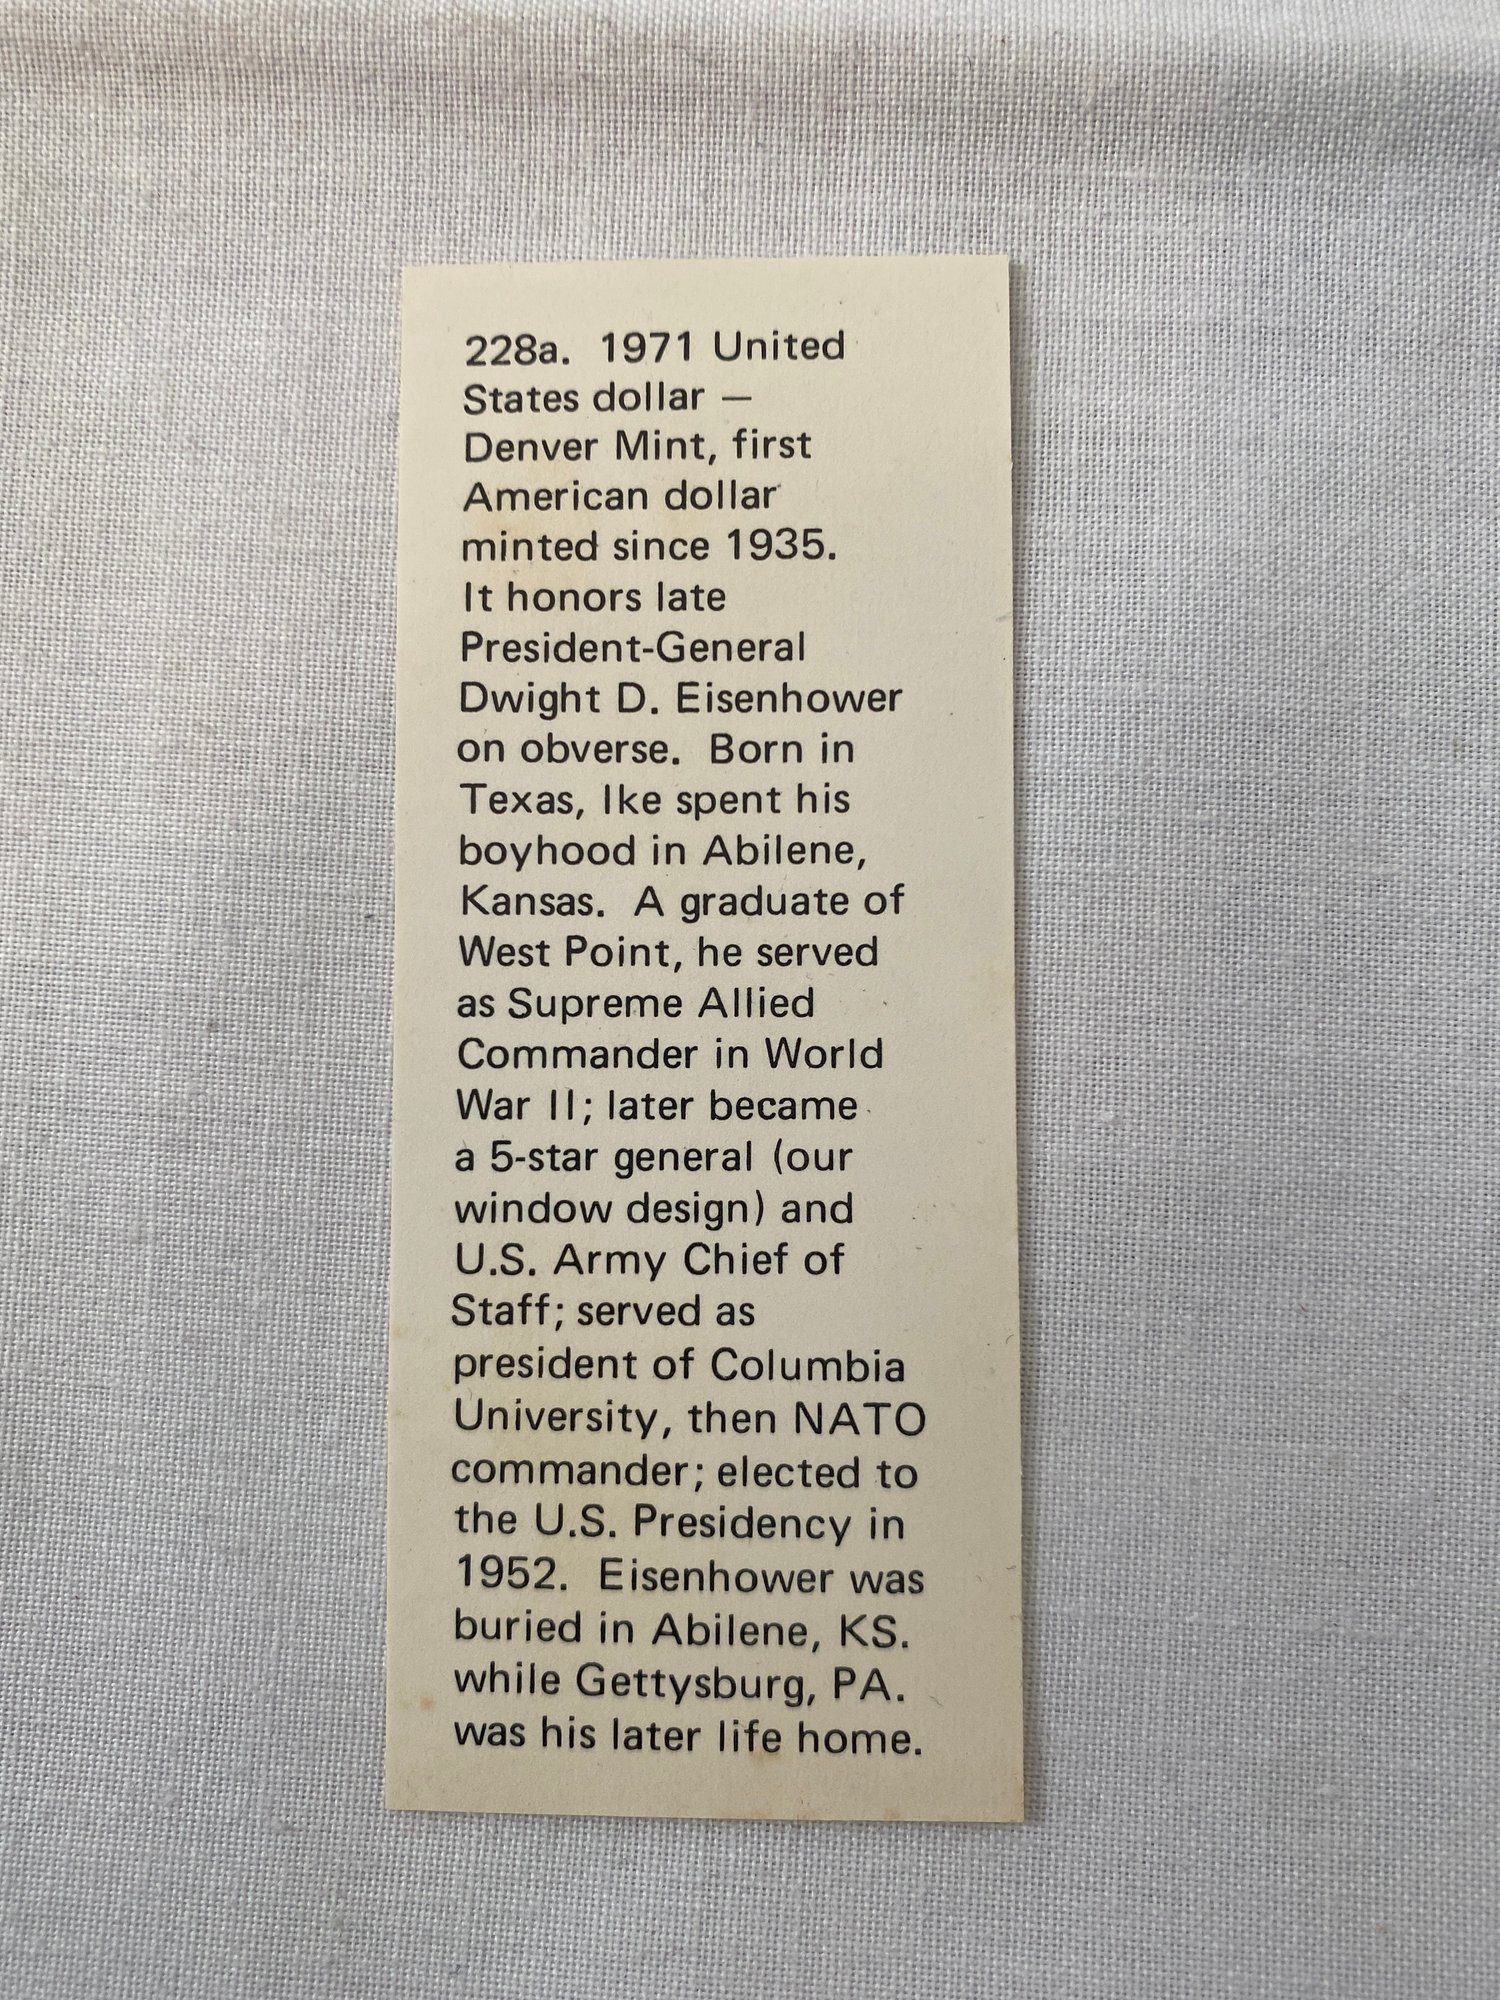 228a. 1971 United
States dollar —
Denver Mint, first
American dollar
minted since 1935.
It honors late
President-General
Dwight D. Eisenhower
on obverse. Born in
Texas, Ike spent his
boyhood in Abilene,
Kansas. A graduate of
West Point, he served
as Supreme Allied
Commander in World
War II; later became
a 5-star general (our
window design) and
U.S. Army Chief of
Staff; served as
president of Columbia
University, then NATO
commander; elected to
the U.S. Presidency in
1952. Eisenhower was
buried in Abilene, KS.
while Gettysburg, PA.
was his later life home.